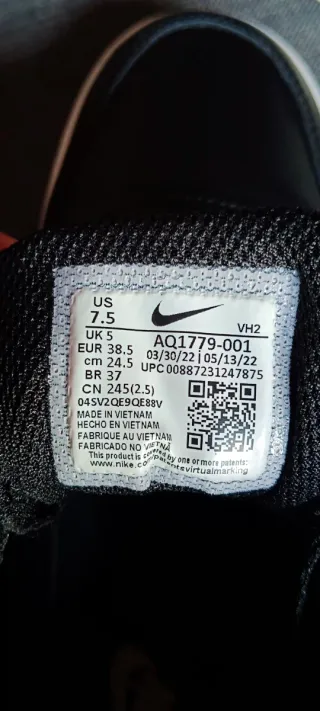 US
7.5
VH2
UK 5
EUR 38.5
cm 24.5
BR 37
CN 245(2.5)
AQ1779-001
03/30/22 | 05/13/22
UPC 00887231247875
04SV2QE9QE88V
MADE IN VIETNAM
HECHO EN VIETNAM
FABRIQUE AU VIETNAM
FABRICADO NO VIETNÃ
This product is covered by one or more patents:
www.nike.com/patentsvirtualmarking